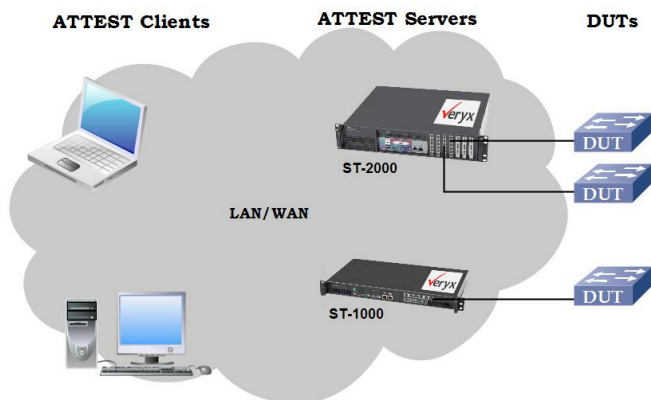 ATTEST Clients
ATTEST Servers
DUTs
Veryx
ST-2000
DUT
DUT
LAN/WAN
Veryx
ST-1000
DUT